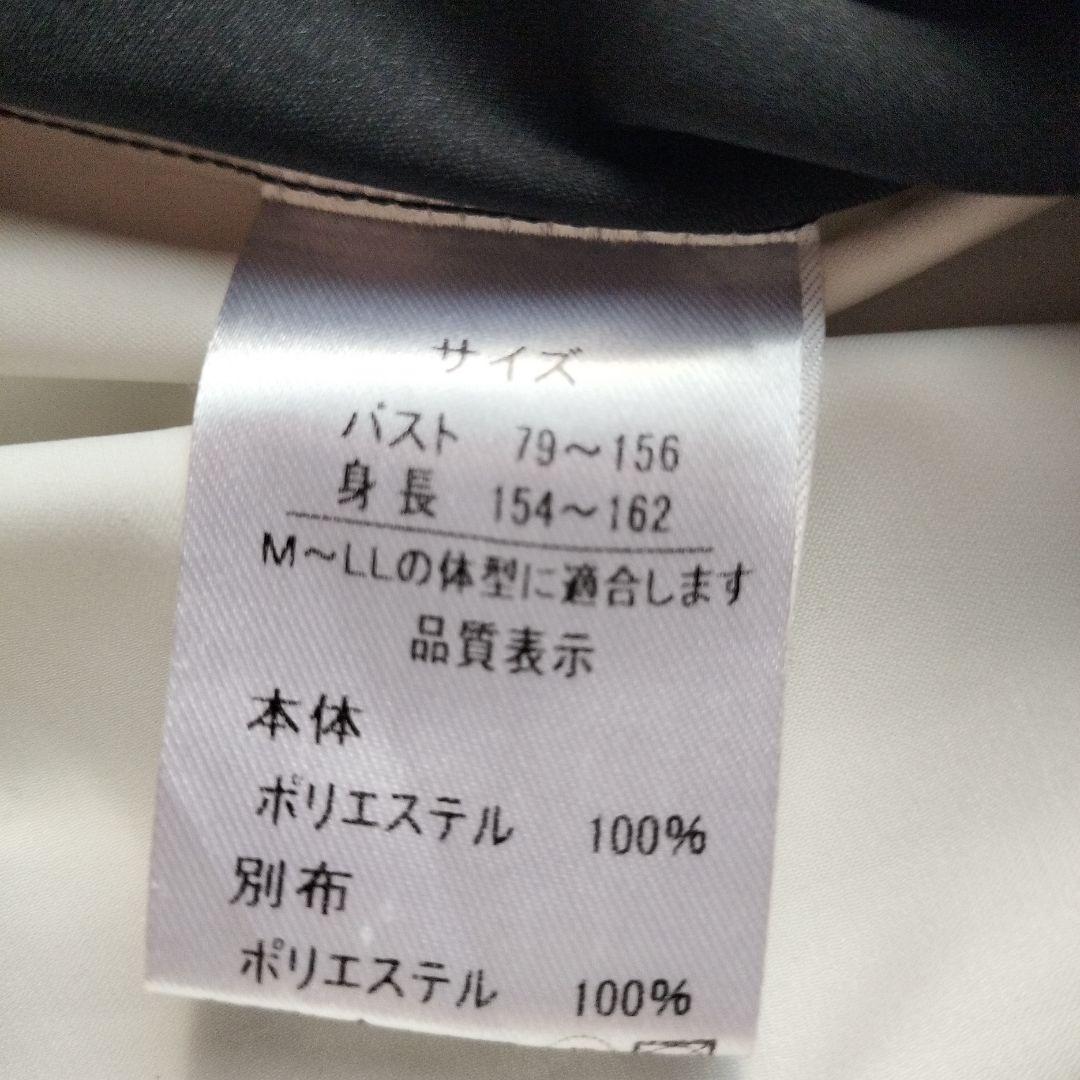 サイズ
バスト 79～156
身長 154～162
M～LLの体型に適合します
品質表示
本体
ポリエステル 100%
別布
ポリエステル 100%